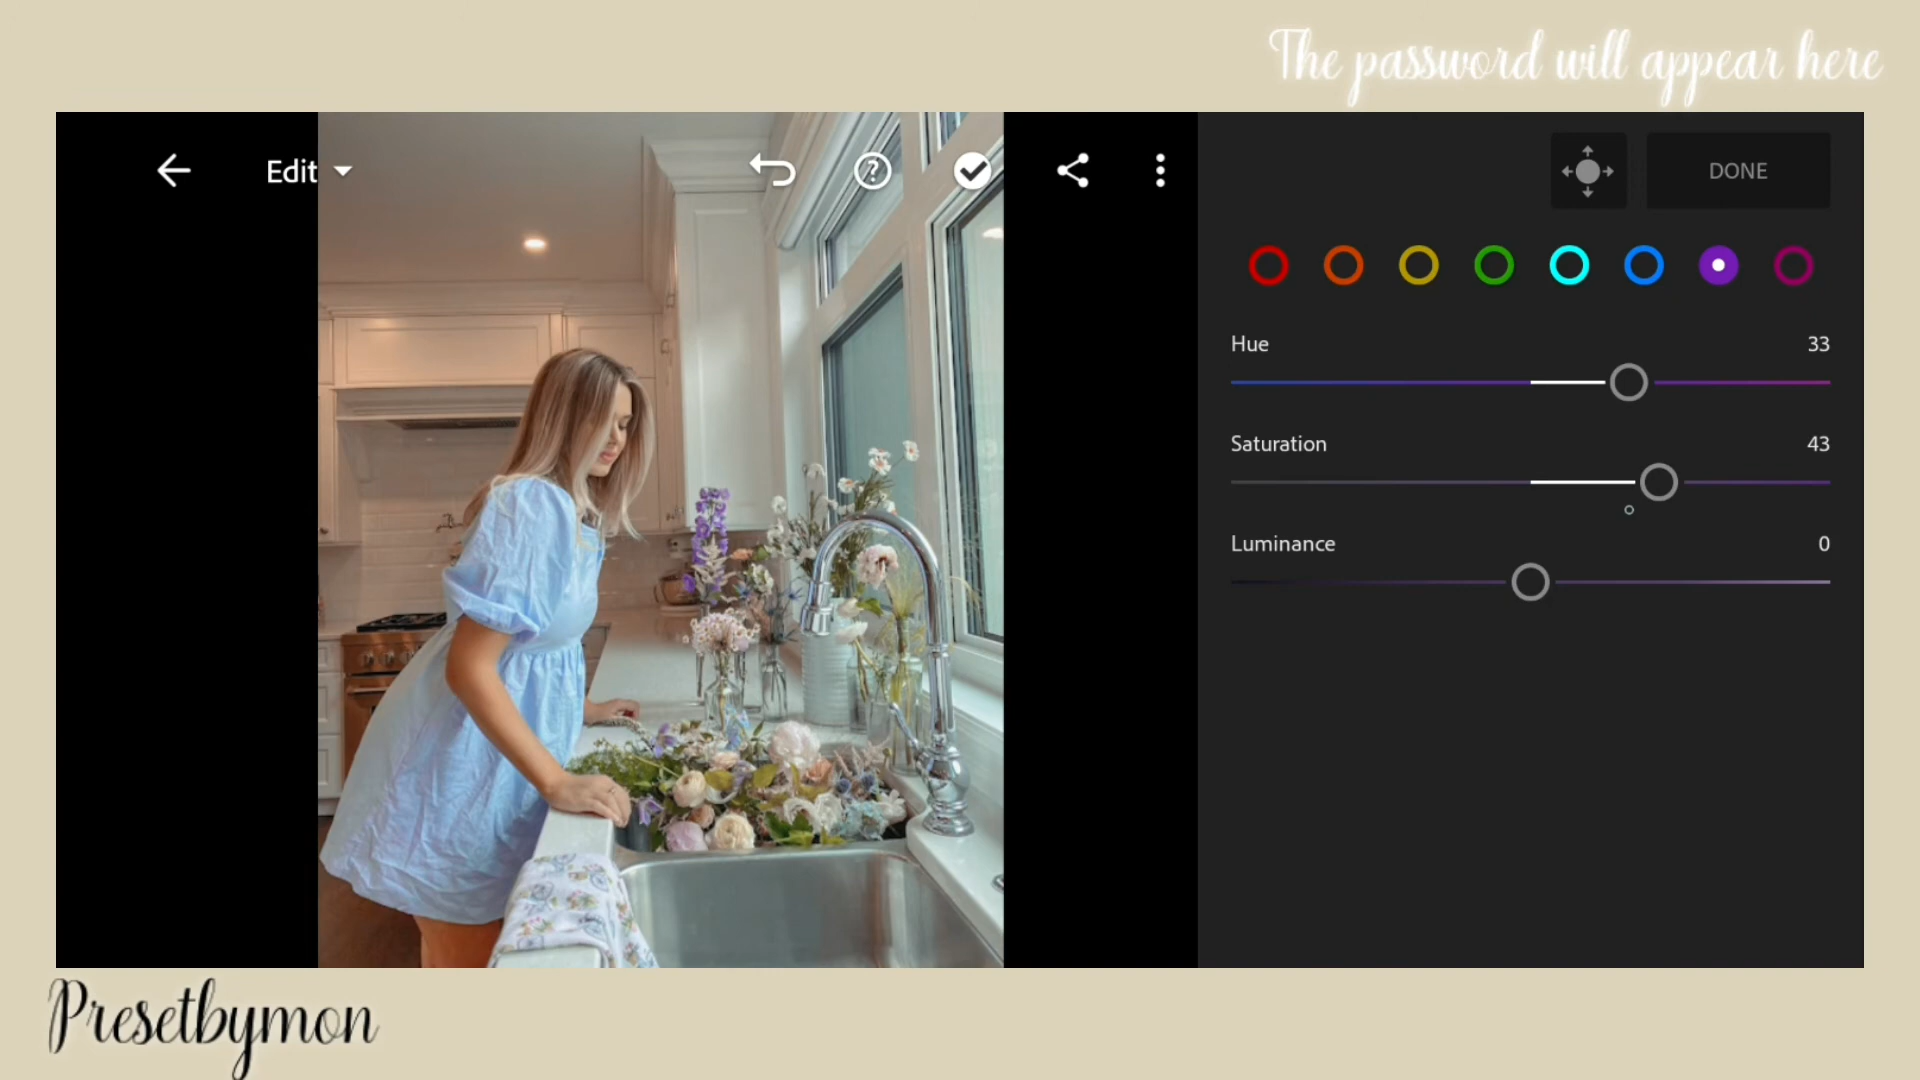 The password will appear here
Edit
DONE
Hue 33
Saturation 43
Luminance 0
Presetbymon